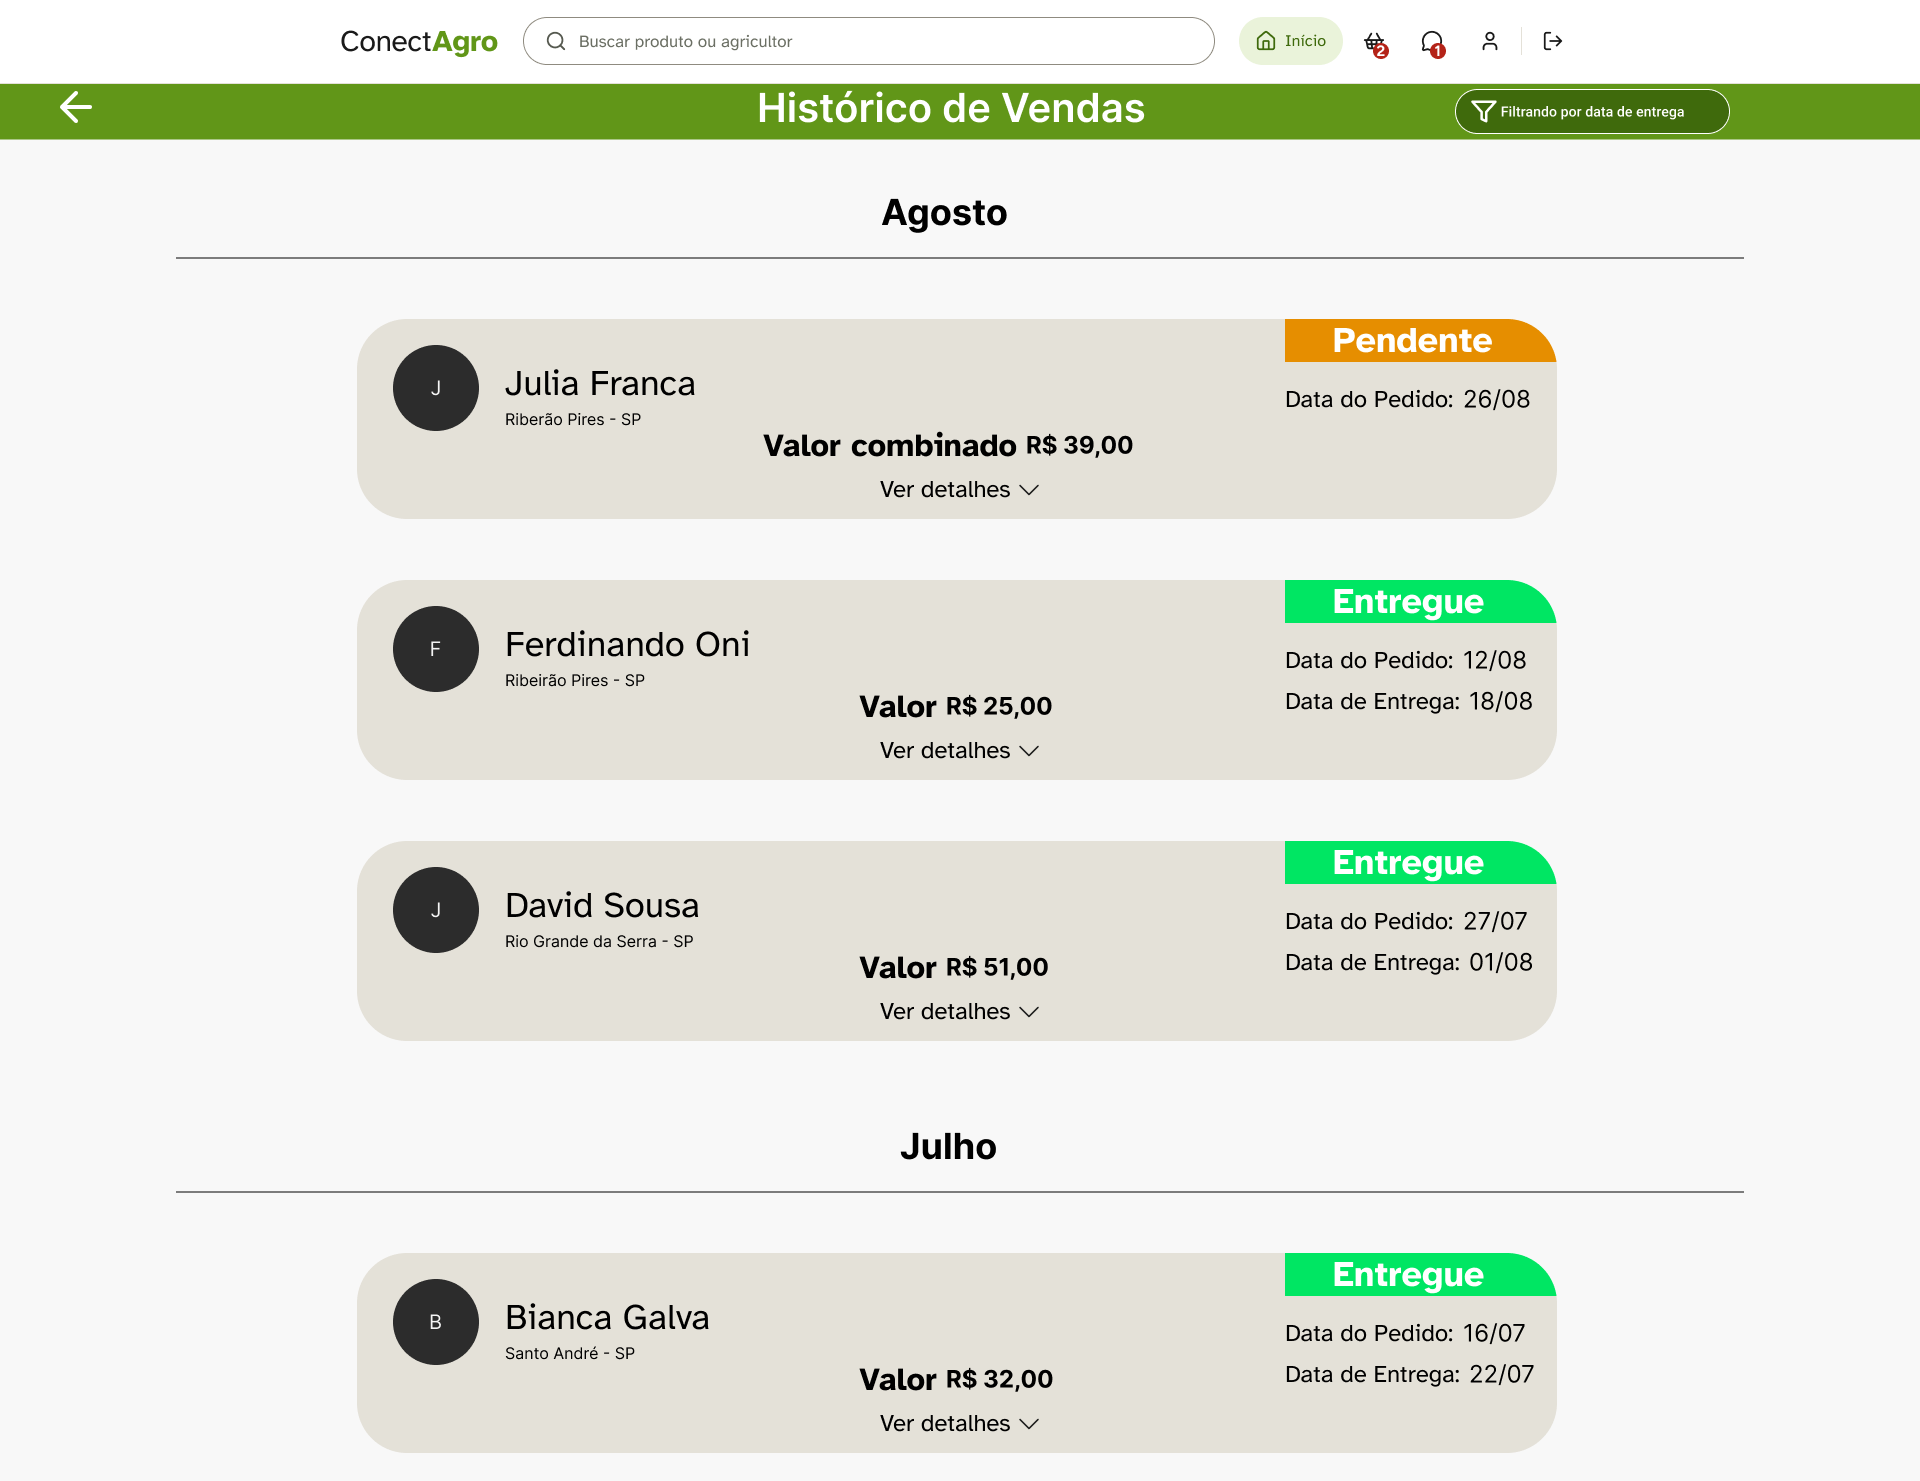 ConectAgro
Buscar produto ou agricultor
Início
2
1
Histórico de Vendas
Filtrando por data de entrega
Agosto
Pendente
J
Julia Franca
Riberão Pires - SP
Data do Pedido: 26/08
Valor combinado R$ 39,00
Ver detalhes
Entregue
F
Ferdinando Oni
Ribeirão Pires - SP
Data do Pedido: 12/08
Data de Entrega: 18/08
Valor R$ 25,00
Ver detalhes
Entregue
J
David Sousa
Rio Grande da Serra - SP
Data do Pedido: 27/07
Data de Entrega: 01/08
Valor R$ 51,00
Ver detalhes
Julho
Entregue
B
Bianca Galva
Santo André - SP
Data do Pedido: 16/07
Data de Entrega: 22/07
Valor R$ 32,00
Ver detalhes